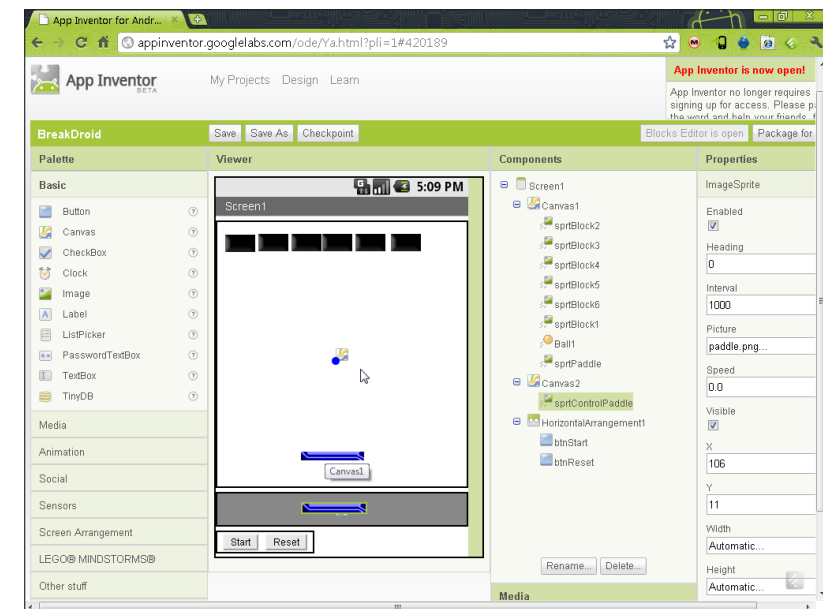 App Inventor for Andr...
appinventor.googlelabs.com/ode/Ya.html?pli=1#420189
App Inventor
BETA
My Projects Design Learn
App Inventor is now open!
App Inventor no longer requires
signing up for access. Please
the word and help your friends,
BreakDroid
Save Save As Checkpoint
Blocks Editor is open Package for
Palette
Viewer
Components
Properties
Basic
Button
Canvas
CheckBox
Clock
Image
Label
ListPicker
PasswordTextBox
TextBox
TinyDB
Media
Animation
Social
Sensors
Screen Arrangement
LEGO® MINDSTORMS®
Other stuff
5:09 PM
Screen1
Canvas1
Start Reset
Screen1
Canvas1
sprtBlock2
sprtBlock3
sprtBlock4
sprtBlock5
sprtBlock6
sprtBlock1
Ball1
sprtPaddle
Canvas2
sprtControlPaddle
HorizontalArrangement1
btnStart
btnReset
Rename... Delete...
Media
ImageSprite
Enabled
Heading
0
Interval
1000
Picture
paddle.png...
Speed
0.0
Visible
X
106
Y
11
Width
Automatic...
Height
Automatic...